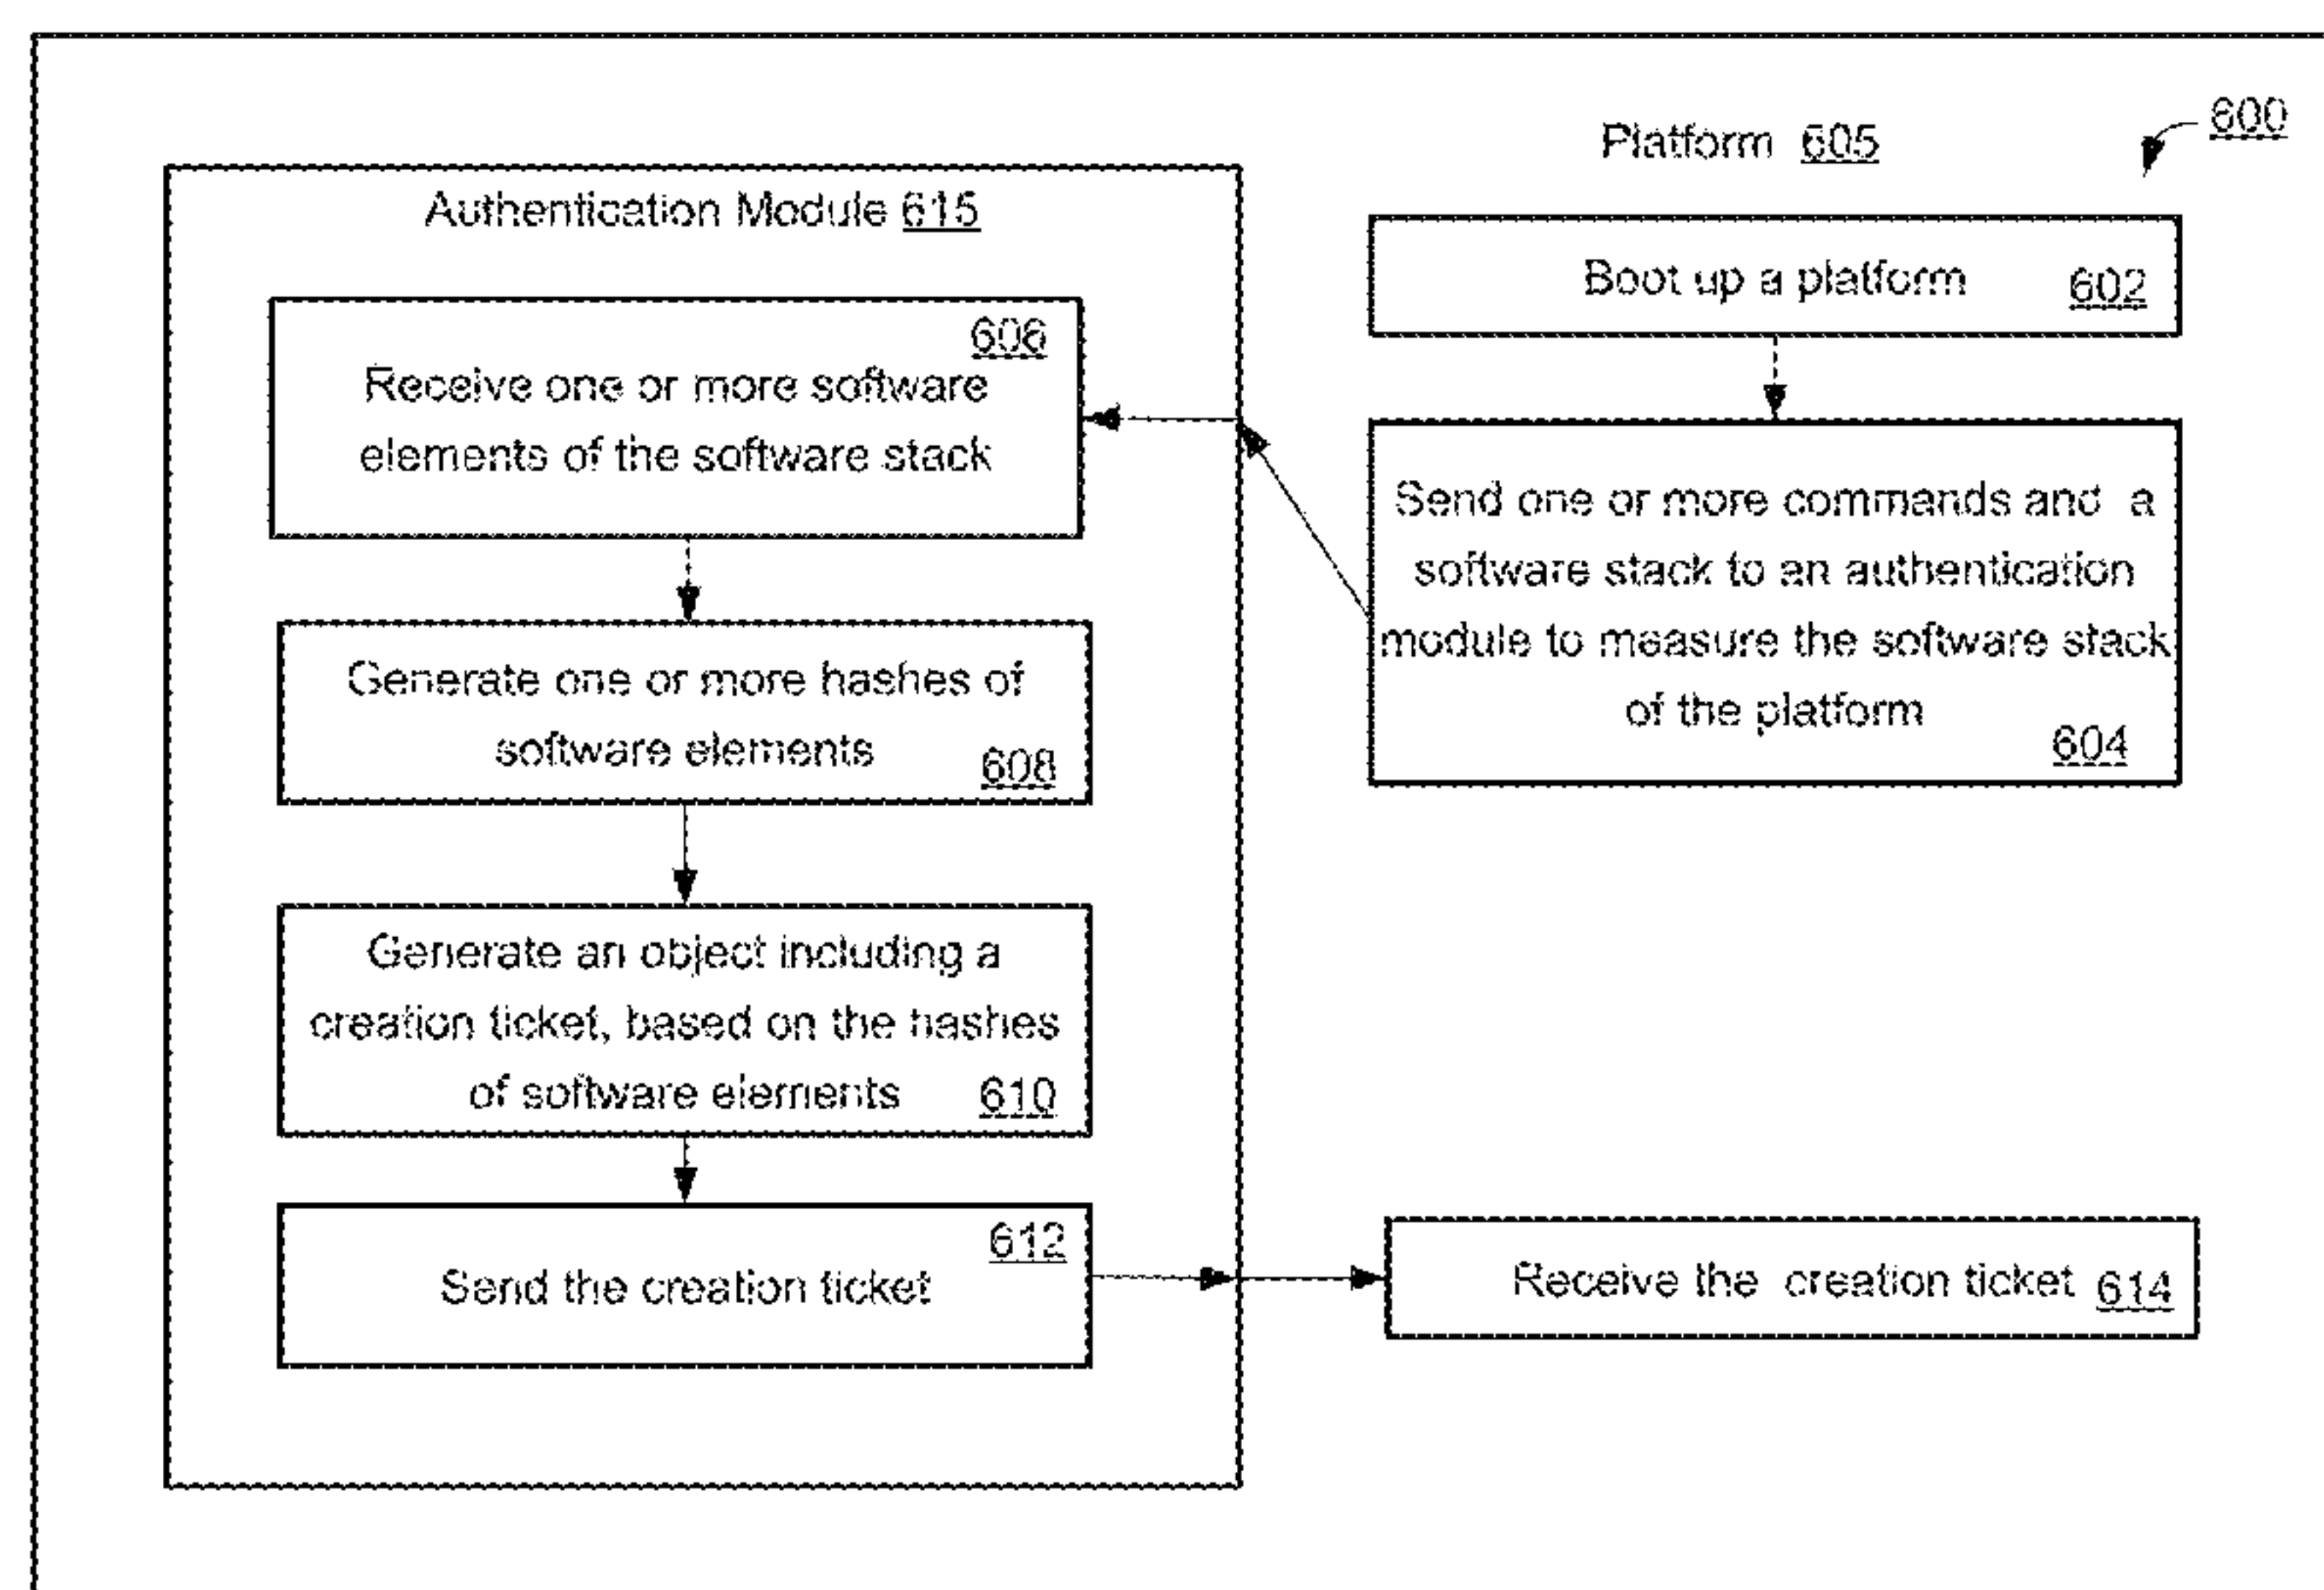 600
Platform 605
Authentication Module 615
Boot up a platform 602
Send one or more commands and a
software stack to an authentication
module to measure the software stack
of the platform
604
606
Receive one or more software
elements of the software stack
Generate one or more hashes of
software elements
608
Generate an object including a
creation ticket, based on the hashes
of software elements 610
612
Send the creation ticket
Receive the creation ticket 614